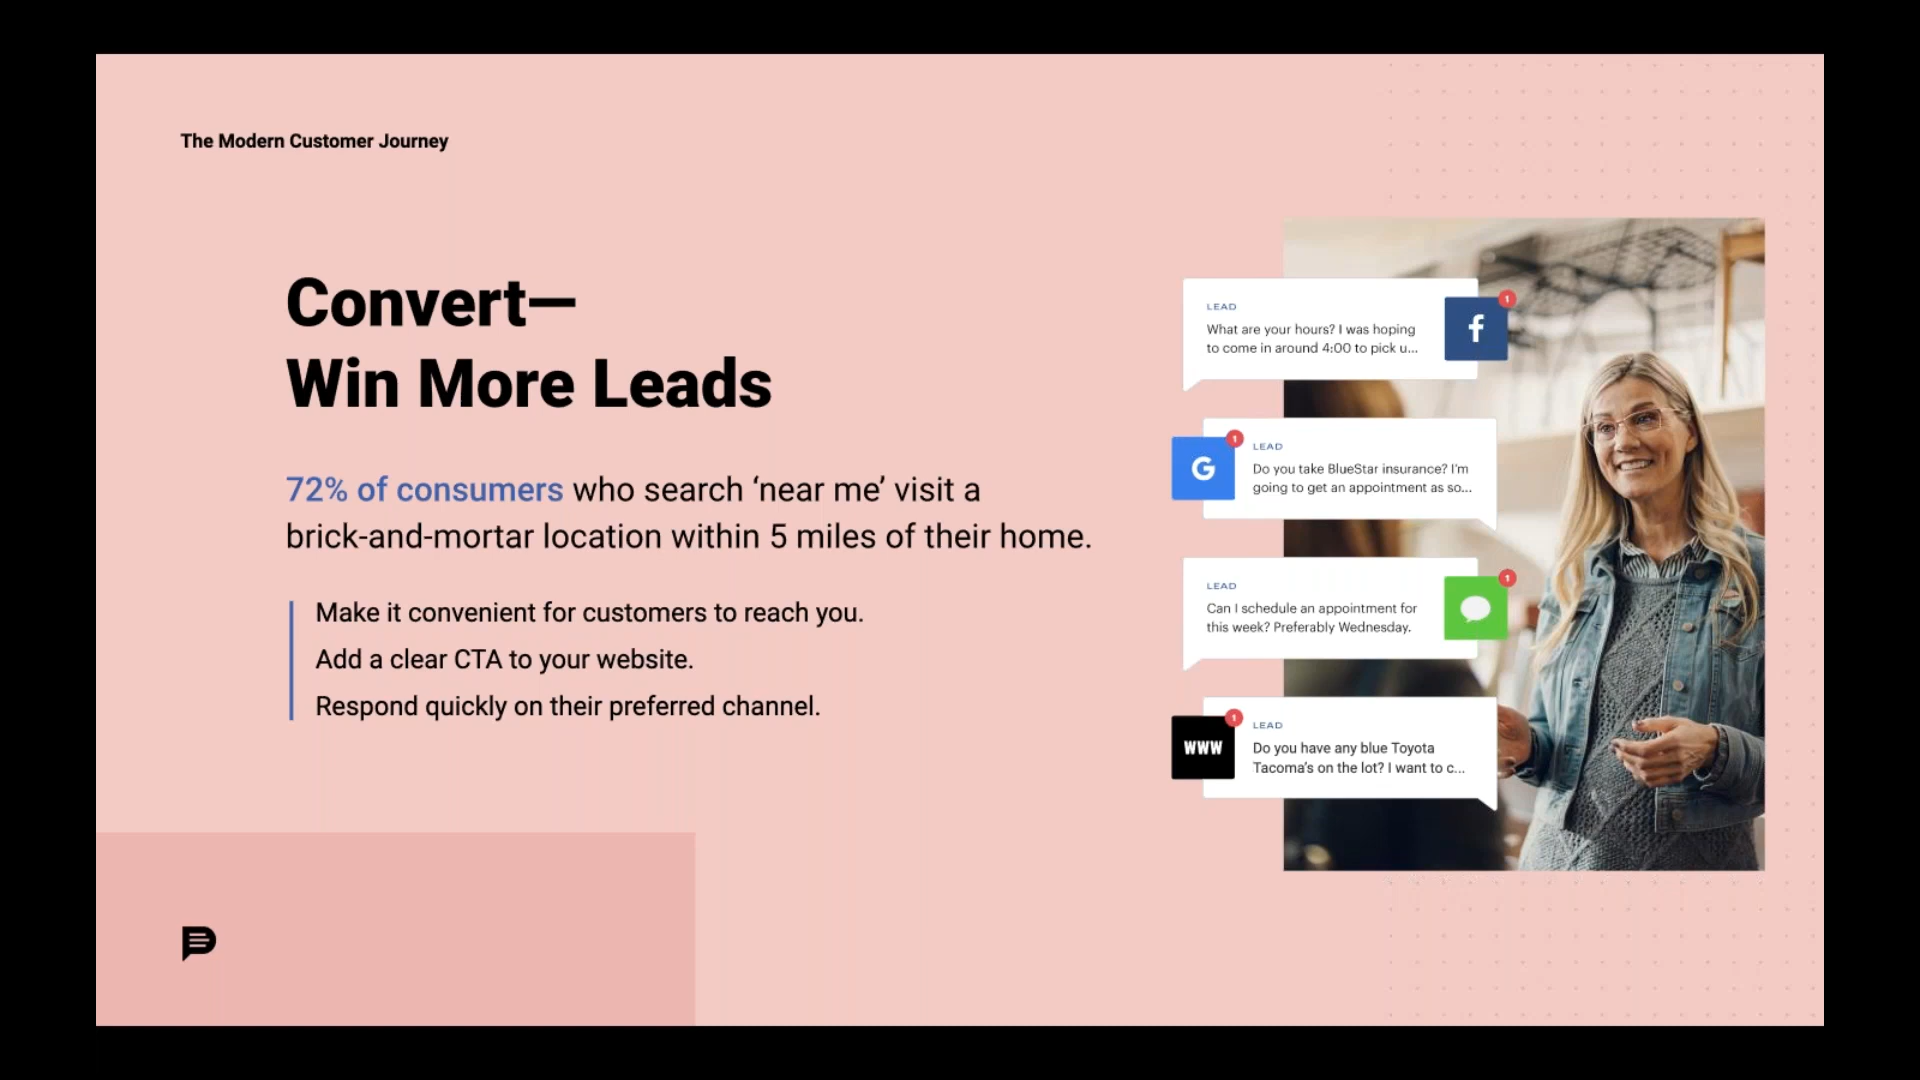 The Modern Customer Journey
Convert—
Win More Leads
72% of consumers who search ‘near me’ visit a
brick-and-mortar location within 5 miles of their home.
Make it convenient for customers to reach you.
Add a clear CTA to your website.
Respond quickly on their preferred channel.
LEAD
What are your hours? I was hoping
to come in around 4:00 to pick u...
f
1
G
1
LEAD
Do you take BlueStar insurance? I'm
going to get an appointment as so...
LEAD
Can I schedule an appointment for
this week? Preferably Wednesday.
1
WWW
1
LEAD
Do you have any blue Toyota
Tacoma's on the lot? I want to c...